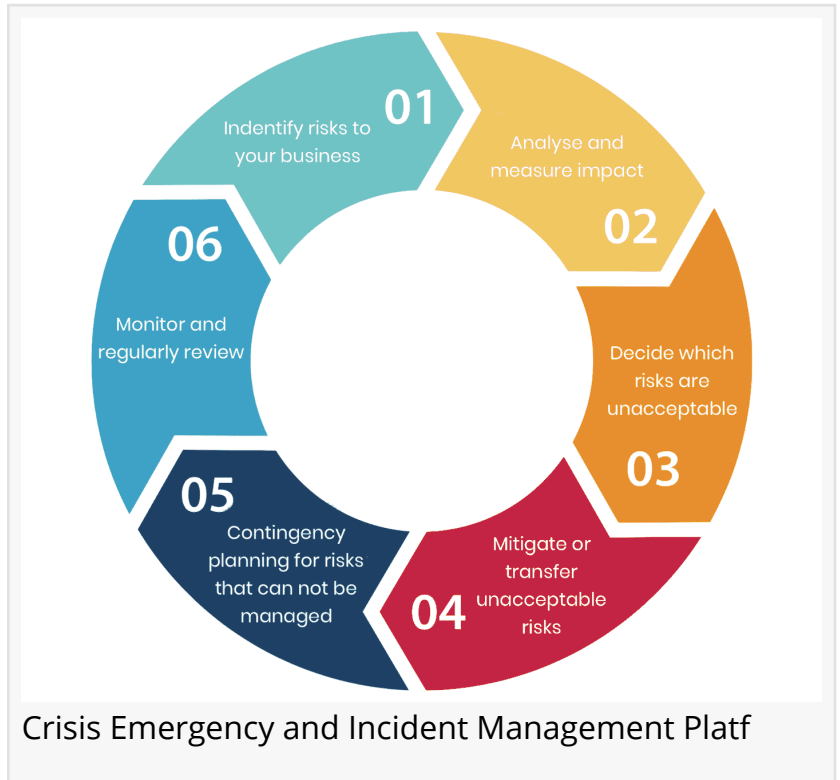 01
Indentify risks to
your business
Analyse and
measure impact
02
Decide which
risks are
unacceptable
03
Mitigate or
transfer
unacceptable
risks
04
05
Contingency
planning for risks
that can not be
managed
06
Monitor and
regularly review
Crisis Emergency and Incident Management Platf